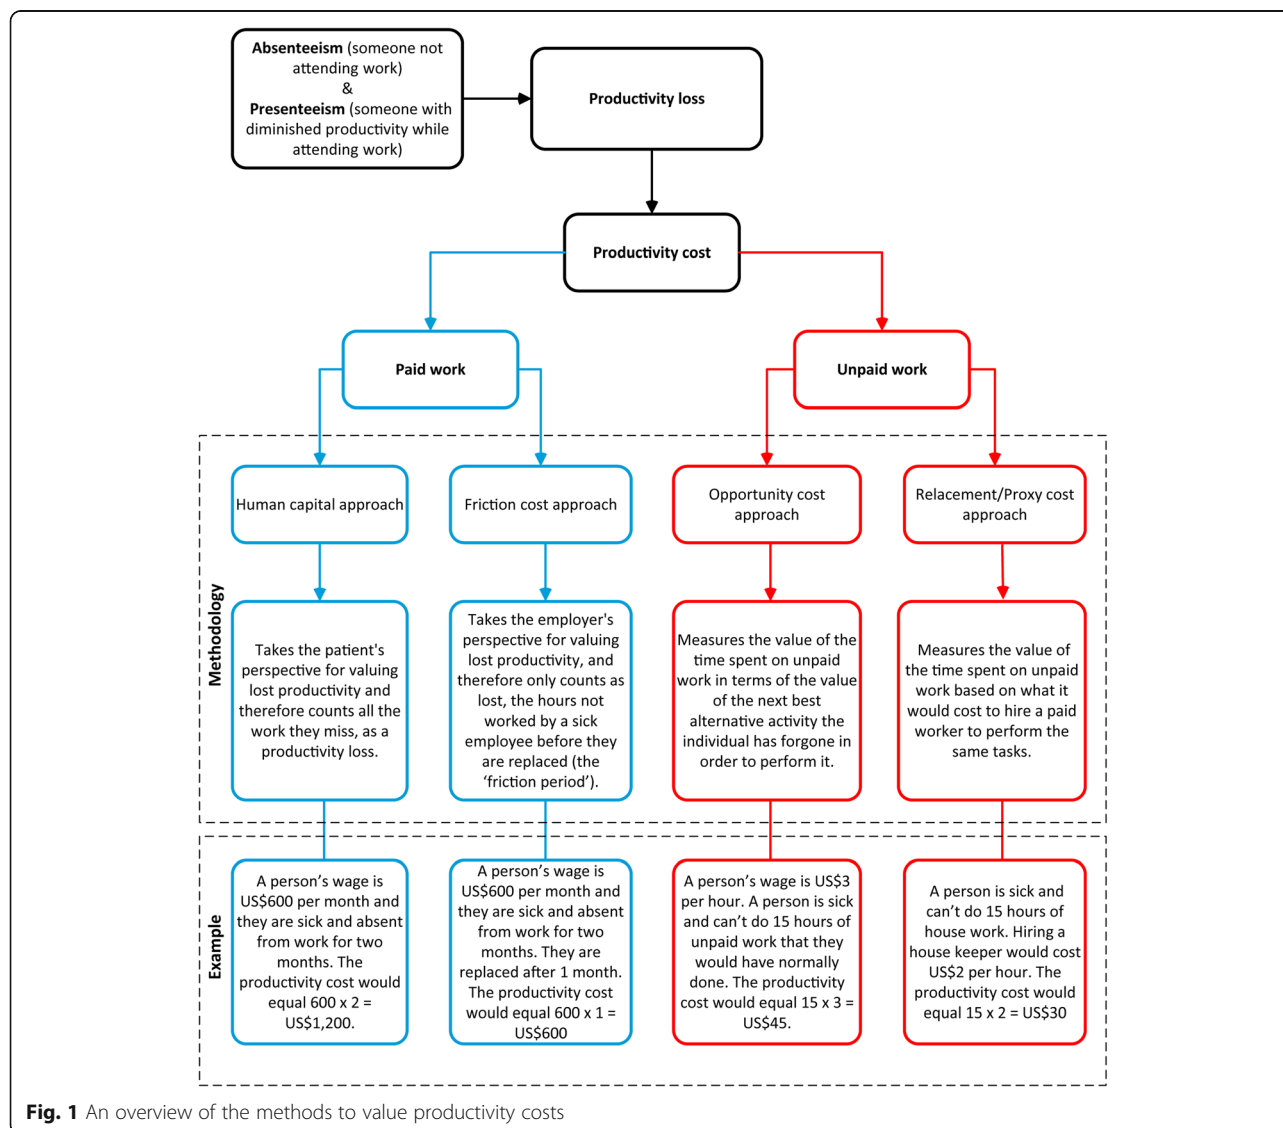 Absenteeism (someone not
attending work)
&
Presenteeism (someone with
diminished productivity while
attending work)
Productivity loss
Productivity cost
Paid work
Unpaid work
Methodology
Human capital approach
Friction cost approach
Opportunity cost
approach
Relacement/Proxy cost
approach
Takes the patient's
perspective for valuing
lost productivity and
therefore counts all the
work they miss, as a
productivity loss.
Takes the employer's
perspective for valuing
lost productivity, and
therefore only counts as
lost, the hours not
worked by a sick
employee before they
are replaced (the
‘friction period’).
Measures the value of the
time spent on unpaid
work in terms of the value
of the next best
alternative activity the
individual has forgone in
order to perform it.
Measures the value of
the time spent on unpaid
work based on what it
would cost to hire a paid
worker to perform the
same tasks.
Example
A person’s wage is
US$600 per month and
they are sick and absent
from work for two
months. The
productivity cost would
equal 600 x 2 =
US$1,200.
A person’s wage is
US$600 per month and
they are sick and absent
from work for two
months. They are
replaced after 1 month.
The productivity cost
would equal 600 x 1 =
US$600
A person’s wage is US$3
per hour. A person is sick
and can’t do 15 hours of
unpaid work that they
would have normally
done. The productivity
cost would equal 15 x 3 =
US$45.
A person is sick and
can’t do 15 hours of
house work. Hiring a
house keeper would cost
US$2 per hour. The
productivity cost would
equal 15 x 2 = US$30
Fig. 1 An overview of the methods to value productivity costs